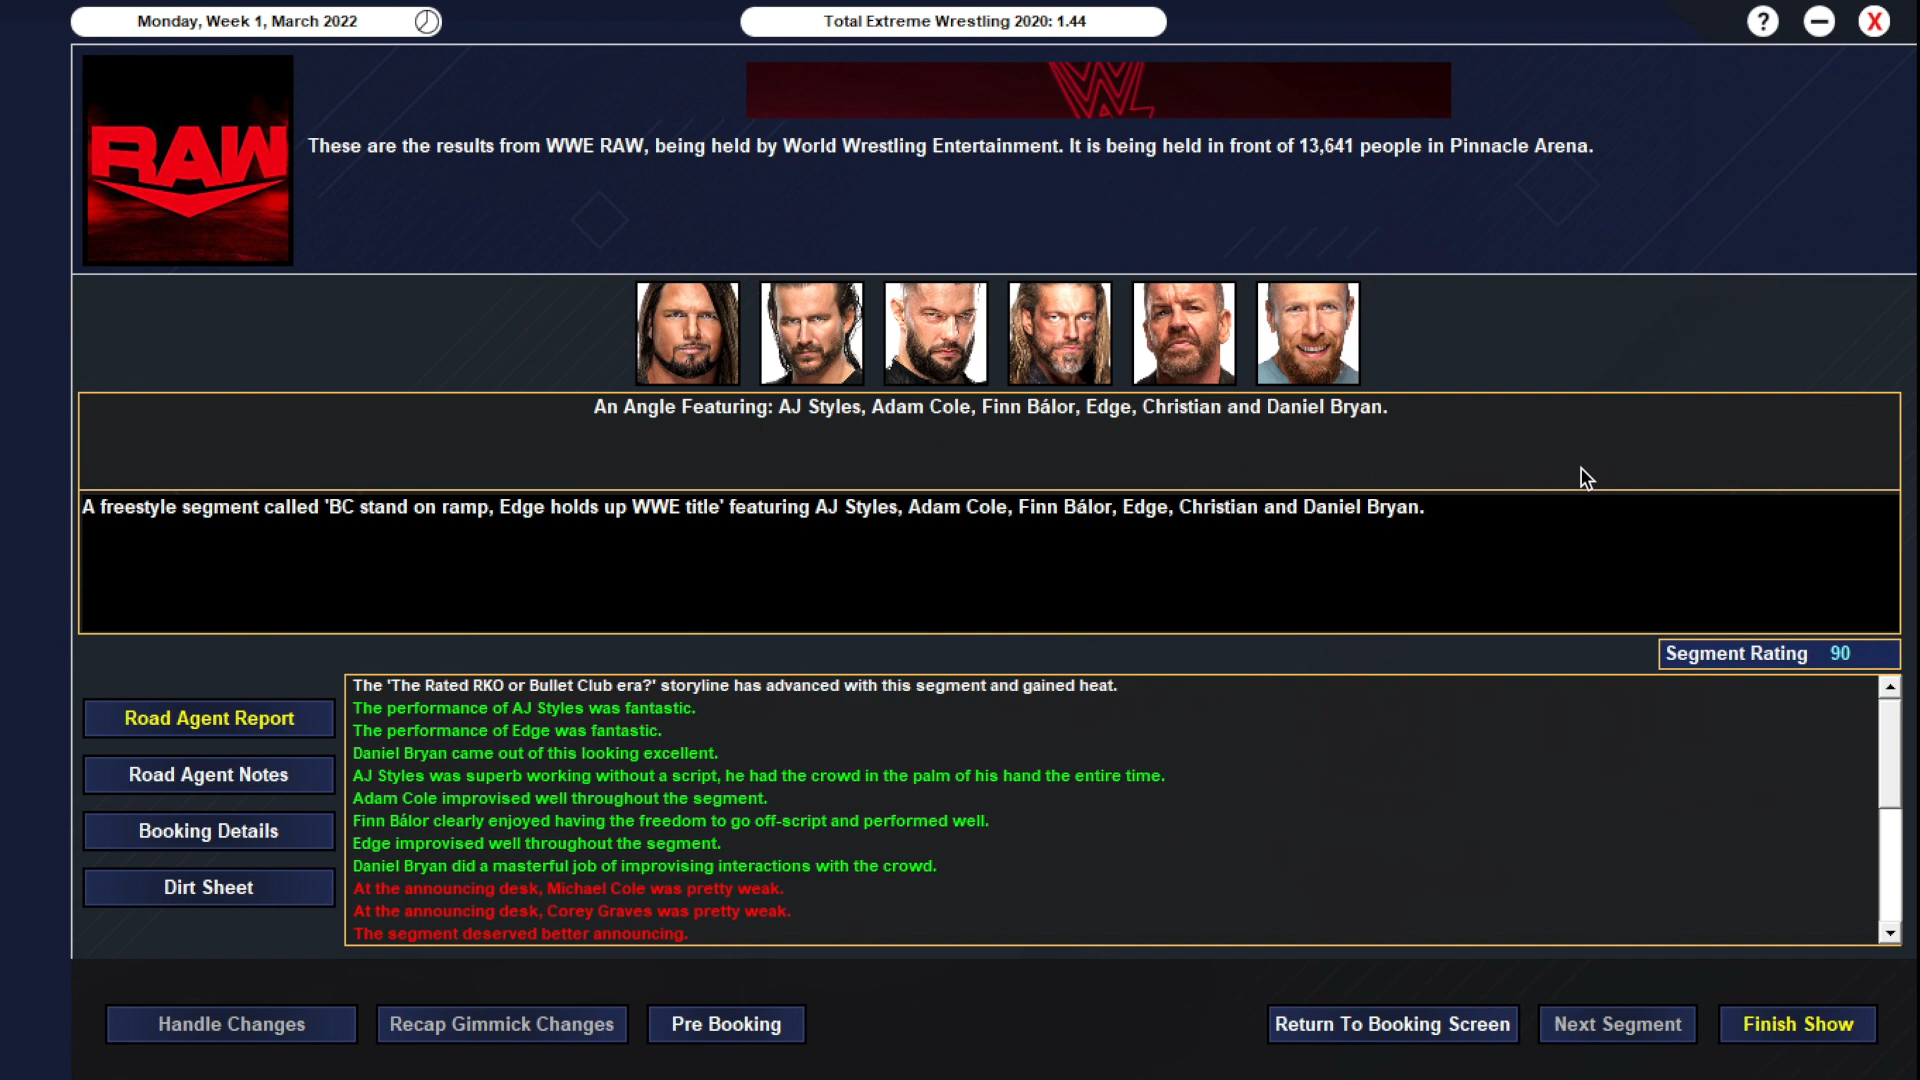 Monday, Week 1, March 2022
Total Extreme Wrestling 2020: 1.44
?
X
RAW
These are the results from WWE RAW, being held by World Wrestling Entertainment. It is being held in front of 13,641 people in Pinnacle Arena.
An Angle Featuring: AJ Styles, Adam Cole, Finn Bálor, Edge, Christian and Daniel Bryan.
A freestyle segment called 'BC stand on ramp, Edge holds up WWE title' featuring AJ Styles, Adam Cole, Finn Bálor, Edge, Christian and Daniel Bryan.
Segment Rating 90
Road Agent Report
Road Agent Notes
Booking Details
Dirt Sheet
The 'The Rated RKO or Bullet Club era?' storyline has advanced with this segment and gained heat.
The performance of AJ Styles was fantastic.
The performance of Edge was fantastic.
Daniel Bryan came out of this looking excellent.
AJ Styles was superb working without a script, he had the crowd in the palm of his hand the entire time.
Adam Cole improvised well throughout the segment.
Finn Bálor clearly enjoyed having the freedom to go off-script and performed well.
Edge improvised well throughout the segment.
Daniel Bryan did a masterful job of improvising interactions with the crowd.
At the announcing desk, Michael Cole was pretty weak.
At the announcing desk, Corey Graves was pretty weak.
The segment deserved better announcing.
Handle Changes
Recap Gimmick Changes
Pre Booking
Return To Booking Screen
Next Segment
Finish Show